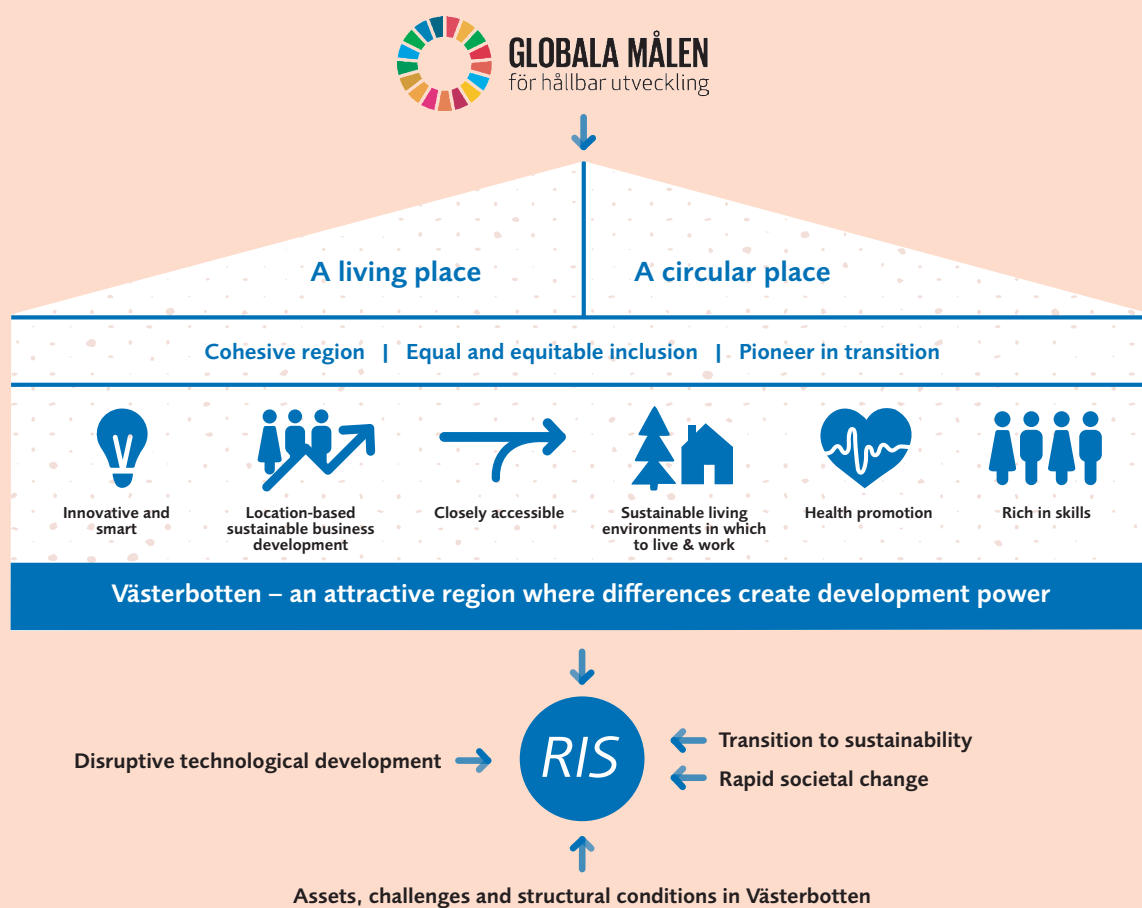 GLOBALA MÅLEN
för hållbar utveckling
A living place
A circular place
Cohesive region | Equal and equitable inclusion | Pioneer in transition
Innovative and
smart
Location-based
sustainable business
development
Closely accessible
Sustainable living
environments in which
to live & work
Health promotion
Rich in skills
Västerbotten – an attractive region where differences create development power
Disruptive technological development
RIS
Transition to sustainability
Rapid societal change
Assets, challenges and structural conditions in Västerbotten